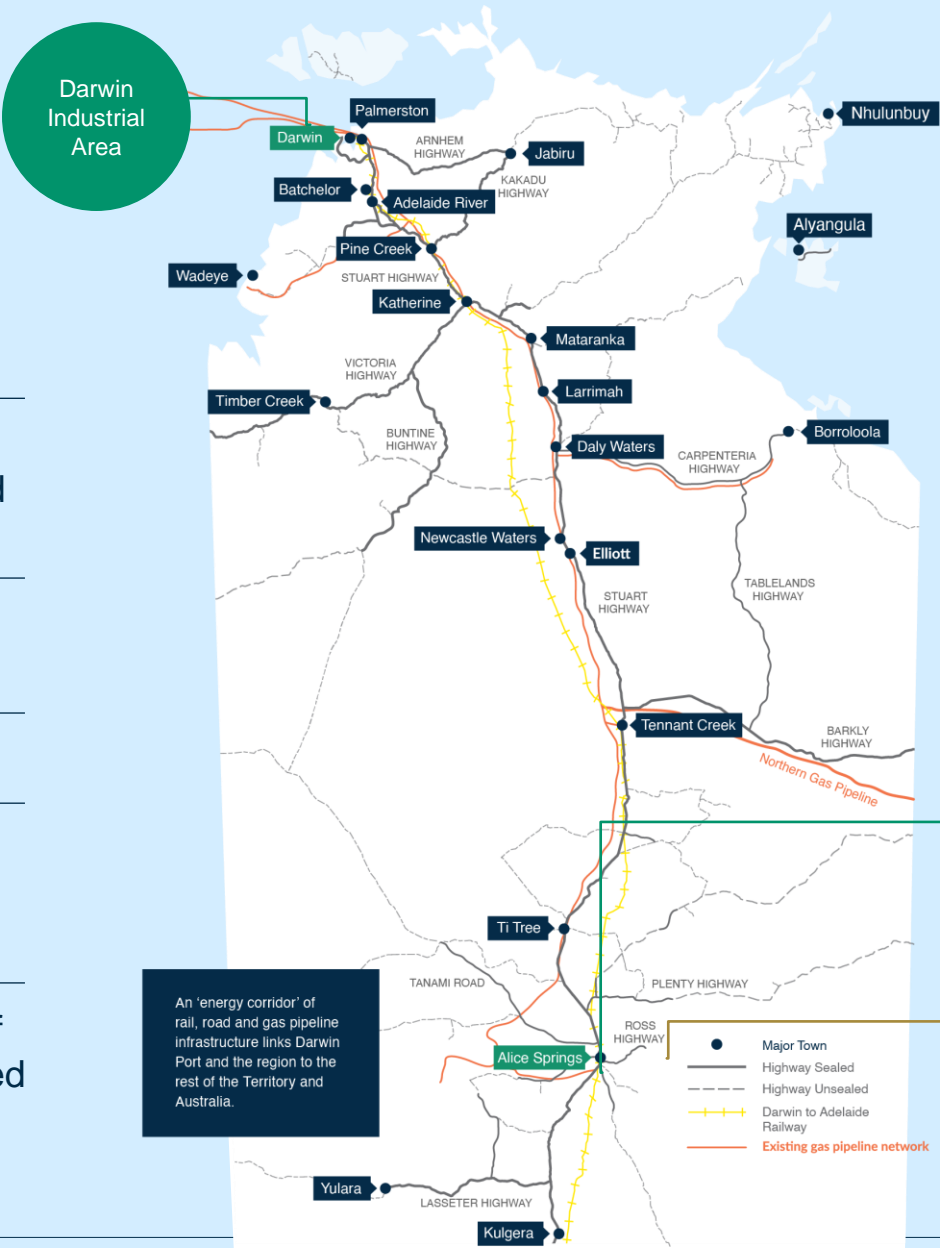 Darwin
Industrial
Area
Palmerston
Darwin
ARNHEM
HIGHWAY
Jabiru
Nhulunbuy
KAKADU
HIGHWAY
Batchelor
Adelaide River
Alyangula
Pine Creek
Wadeye
STUART HIGHWAY
Katherine
Mataranka
VICTORIA
HIGHWAY
Larrimah
Timber Creek
BUNTINE
HIGHWAY
Daly Waters
Borroloola
CARPENTERIA
HIGHWAY
Newcastle Waters
Elliott
STUART
HIGHWAY
TABLELANDS
HIGHWAY
Tennant Creek
BARKLY
HIGHWAY
Northern Gas Pipeline
Ti Tree
TANAMI ROAD
PLENTY HIGHWAY
An ‘energy corridor’ of
rail, road and gas pipeline
infrastructure links Darwin
Port and the region to the
rest of the Territory and
Australia.
ROSS
HIGHWAY
Alice Springs
Major Town
Highway Sealed
Highway Unsealed
Darwin to Adelaide
Railway
Existing gas pipeline network
Yulara
LASSETER HIGHWAY
Kulgera